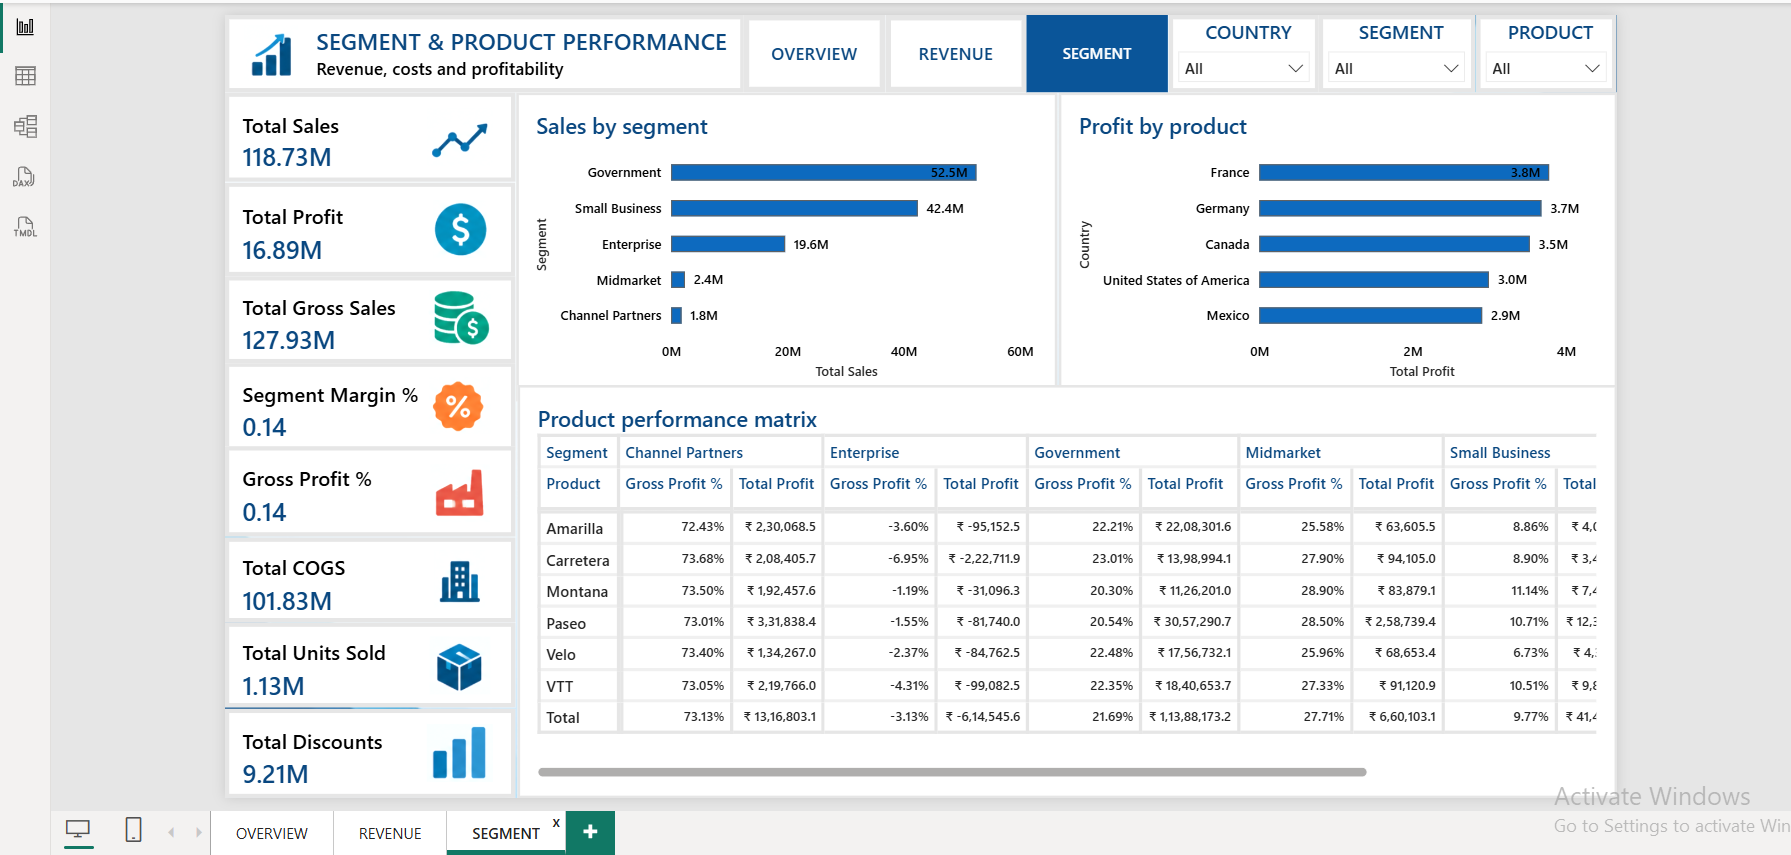 SEGMENT & PRODUCT PERFORMANCE
Revenue, costs and profitability
OVERVIEW
REVENUE
SEGMENT
COUNTRY
All
SEGMENT
All
PRODUCT
All
DAX
TMDL
Total Sales
118.73M
Total Profit
16.89M
Total Gross Sales
127.93M
Segment Margin %
0.14
Gross Profit %
0.14
Total COGS
101.83M
Total Units Sold
1.13M
Total Discounts
9.21M
Sales by segment
Segment
Government 52.5M
Small Business 42.4M
Enterprise 19.6M
Midmarket 2.4M
Channel Partners 1.8M
0M 20M 40M 60M
Total Sales
Profit by product
Country
France 3.8M
Germany 3.7M
Canada 3.5M
United States of America 3.0M
Mexico 2.9M
0M 2M 4M
Total Profit
Product performance matrix
Segment Channel Partners Enterprise Government Midmarket Small Business
Product Gross Profit % Total Profit Gross Profit % Total Profit Gross Profit % Total Profit Gross Profit % Total Profit Gross Profit % Total
Amarilla 72.43% ₹ 2,30,068.5 -3.60% ₹ -95,152.5 22.21% ₹ 22,08,301.6 25.58% ₹ 63,605.5 8.86% ₹ 4,0
Carretera 73.68% ₹ 2,08,405.7 -6.95% ₹ -2,22,711.9 23.01% ₹ 13,98,994.1 27.90% ₹ 94,105.0 8.90% ₹ 3,4
Montana 73.50% ₹ 1,92,457.6 -1.19% ₹ -31,096.3 20.30% ₹ 11,26,201.0 28.90% ₹ 83,879.1 11.14% ₹ 7,4
Paseo 73.01% ₹ 3,31,838.4 -1.55% ₹ -81,740.0 20.54% ₹ 30,57,290.7 28.50% ₹ 2,58,739.4 10.71% ₹ 12,3
Velo 73.40% ₹ 1,34,267.0 -2.37% ₹ -84,762.5 22.48% ₹ 17,56,732.1 25.96% ₹ 68,653.4 6.73% ₹ 4,
VTT 73.05% ₹ 2,19,766.0 -4.31% ₹ -99,082.5 22.35% ₹ 18,40,653.7 27.33% ₹ 91,120.9 10.51% ₹ 9,8
Total 73.13% ₹ 13,16,803.1 -3.13% ₹ -6,14,545.6 21.69% ₹ 1,13,88,173.2 27.71% ₹ 6,60,103.1 9.77% ₹ 41,4
Activate Windows
Go to Settings to activate Win
OVERVIEW
REVENUE
SEGMENT x
+